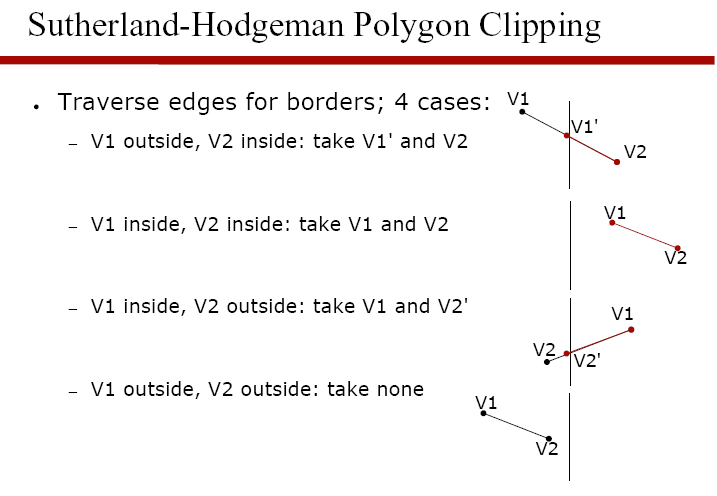 Sutherland-Hodgeman Polygon Clipping
• Traverse edges for borders; 4 cases:
– V1 outside, V2 inside: take V1' and V2
– V1 inside, V2 inside: take V1 and V2
– V1 inside, V2 outside: take V1 and V2'
– V1 outside, V2 outside: take none
V1
V1'
V2
V1
V2
V1
V2
V2'
V1
V2